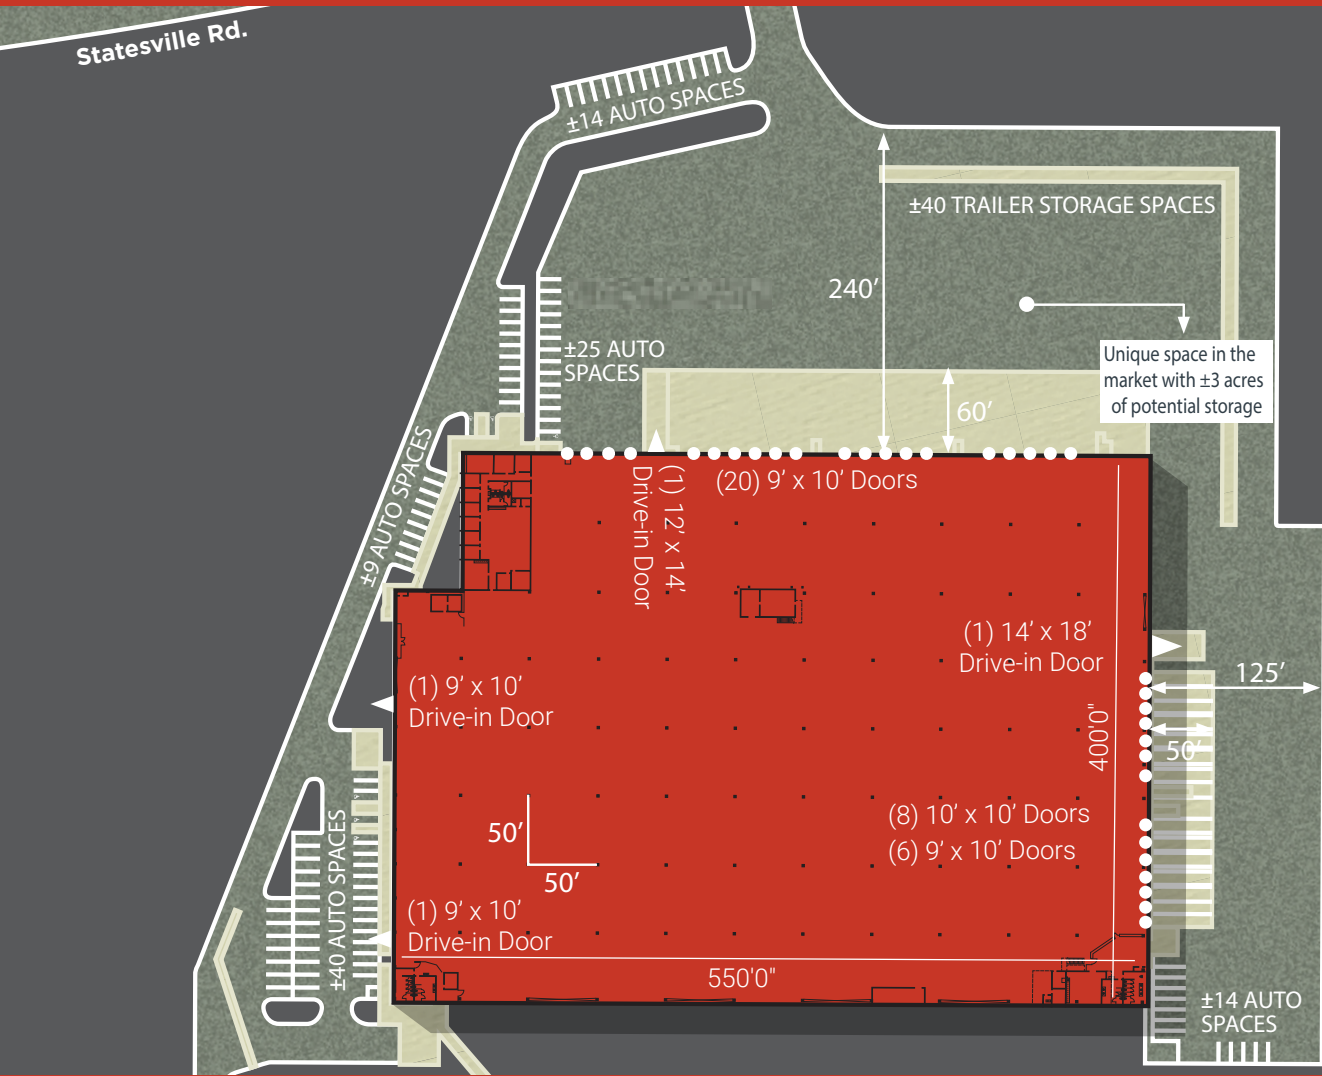 Statesville Rd.
±14 AUTO SPACES
±40 TRAILER STORAGE SPACES
240’
±25 AUTO
SPACES
Unique space in the
market with ±3 acres
of potential storage
60’
±9 AUTO SPACES
(1) 12’ x 14’
Drive-in Door
(20) 9’ x 10’ Doors
(1) 14’ x 18’
Drive-in Door
125’
(1) 9’ x 10’
Drive-in Door
400'0"
50’
(8) 10’ x 10’ Doors
(6) 9’ x 10’ Doors
50’
50’
±40 AUTO SPACES
(1) 9’ x 10’
Drive-in Door
550'0"
±14 AUTO
SPACES